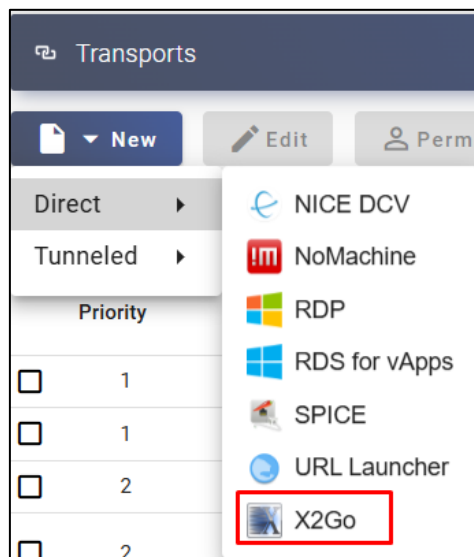 Transports
New
Edit
Perm
Direct
Tunneled
NICE DCV
NoMachine
RDP
RDS for vApps
SPICE
URL Launcher
X2Go
Priority
1
1
2
2